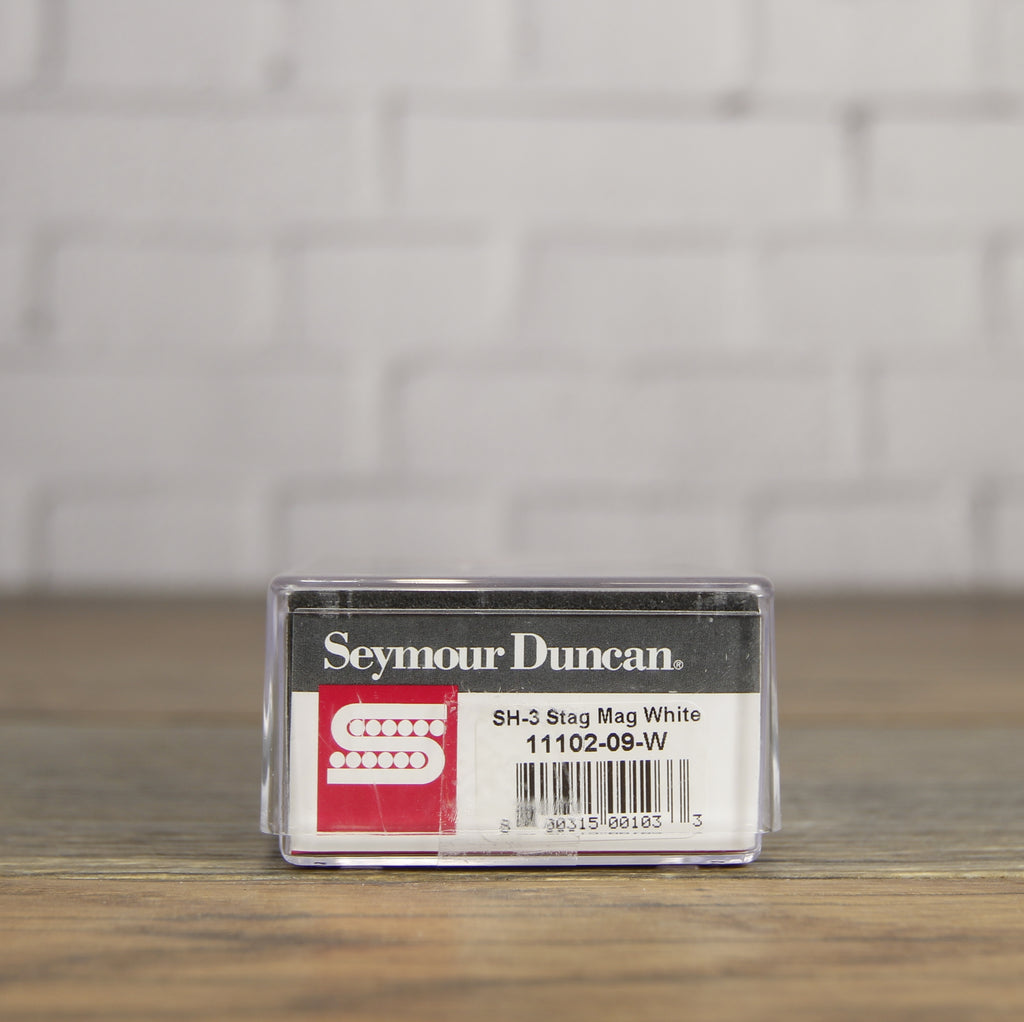 Seymour Duncan®
SH-3 Stag Mag White
11102-09-W
8 00315 00103 3